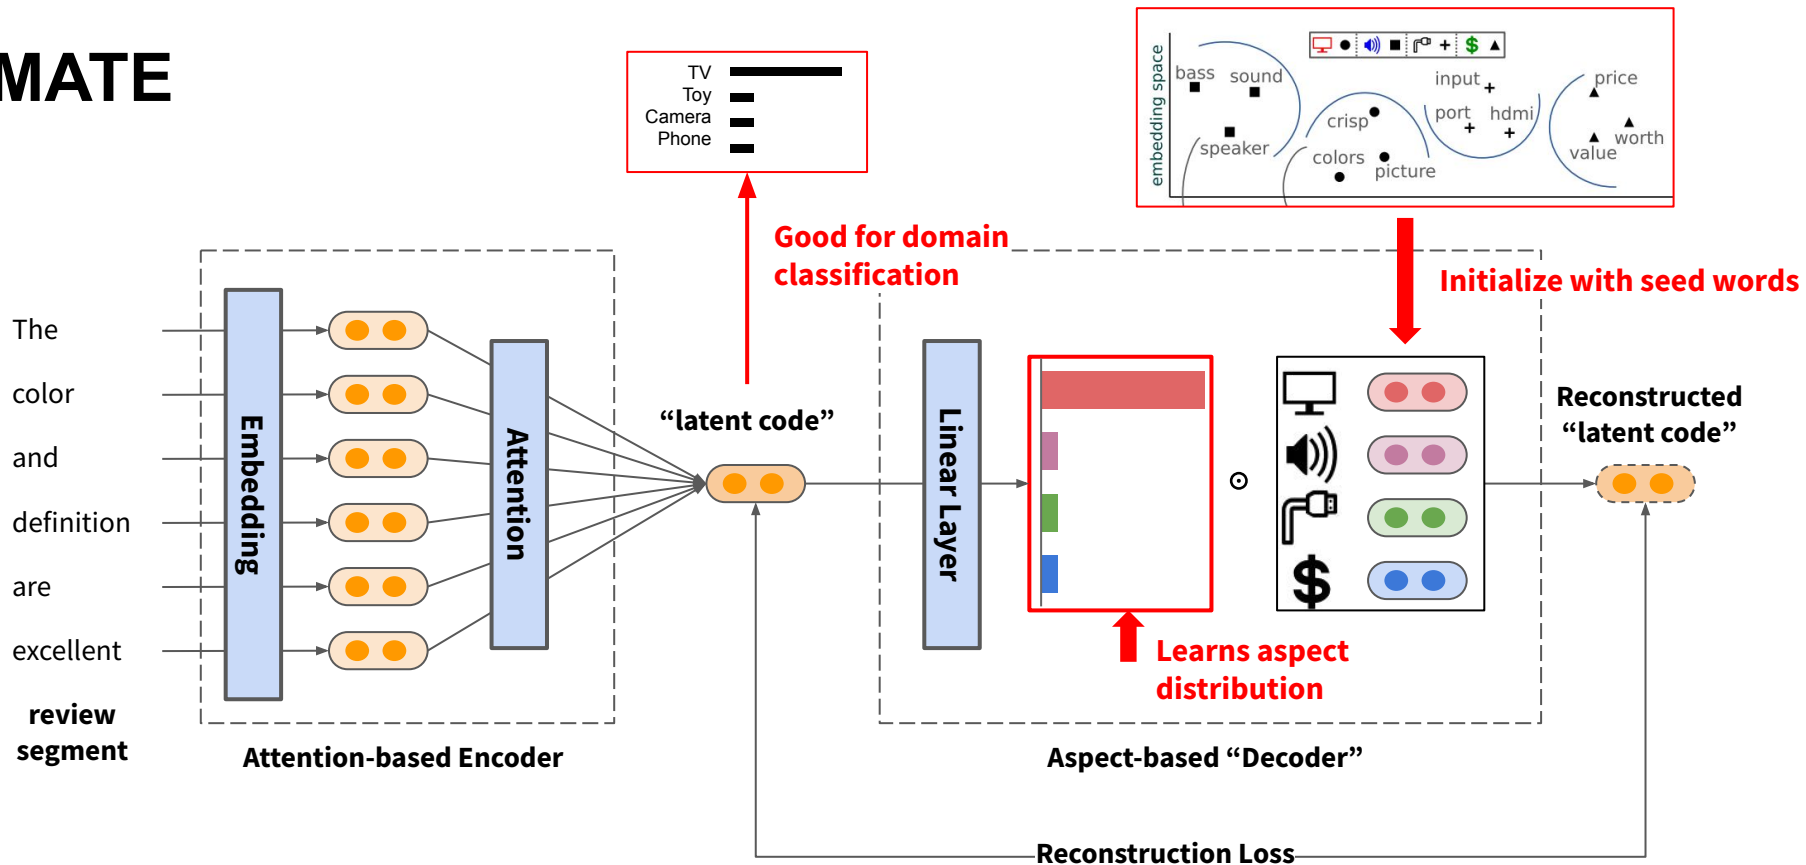 MATE
TV
Toy
Camera
Phone
embedding space
$
bass
sound
speaker
crisp
colors
picture
input
port
hdmi
price
worth
value
Good for domain
classification
Initialize with seed words
The
color
and
definition
are
excellent
review
segment
Embedding
Attention
“latent code”
Linear Layer
$
Reconstructed
“latent code”
Learns aspect
distribution
Attention-based Encoder
Aspect-based “Decoder”
Reconstruction Loss